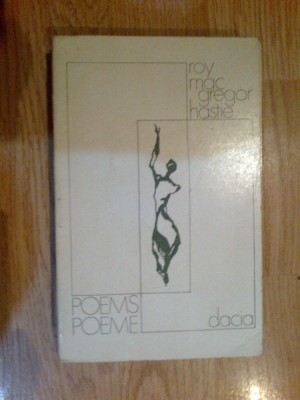 roy
mac
gregor
hastie
POEMS
POEME
dacia